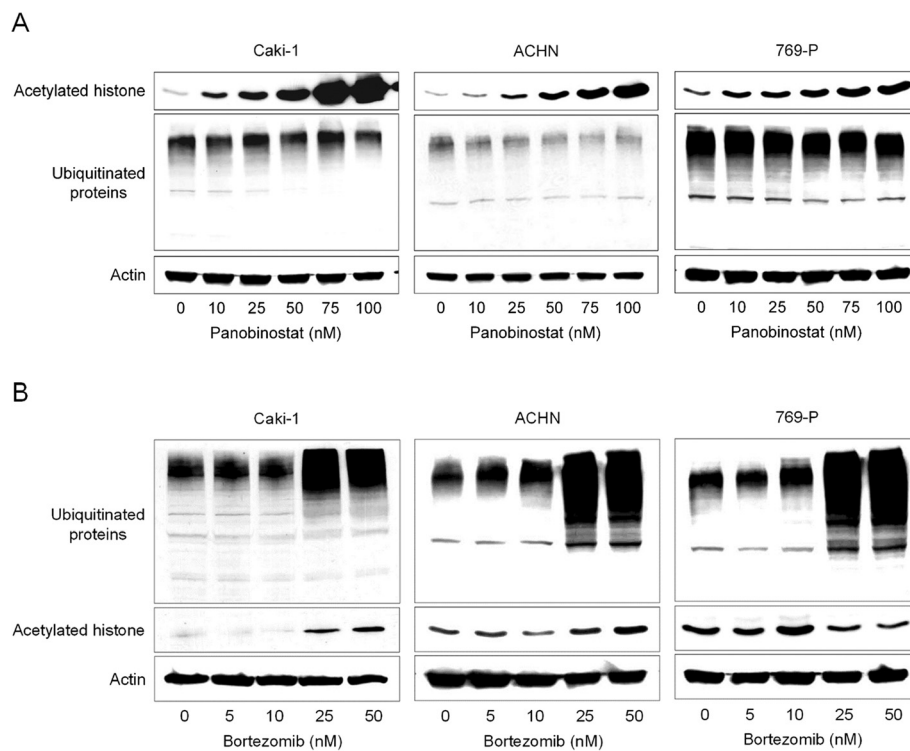 A
Caki-1 ACHN 769-P
Acetylated histone
Ubiquitinated
proteins
Actin
0 10 25 50 75 100 0 10 25 50 75 100 0 10 25 50 75 100
Panobinostat (nM) Panobinostat (nM) Panobinostat (nM)
B
Caki-1 ACHN 769-P
Ubiquitinated
proteins
Acetylated histone
Actin
0 5 10 25 50 0 5 10 25 50 0 5 10 25 50
Bortezomib (nM) Bortezomib (nM) Bortezomib (nM)